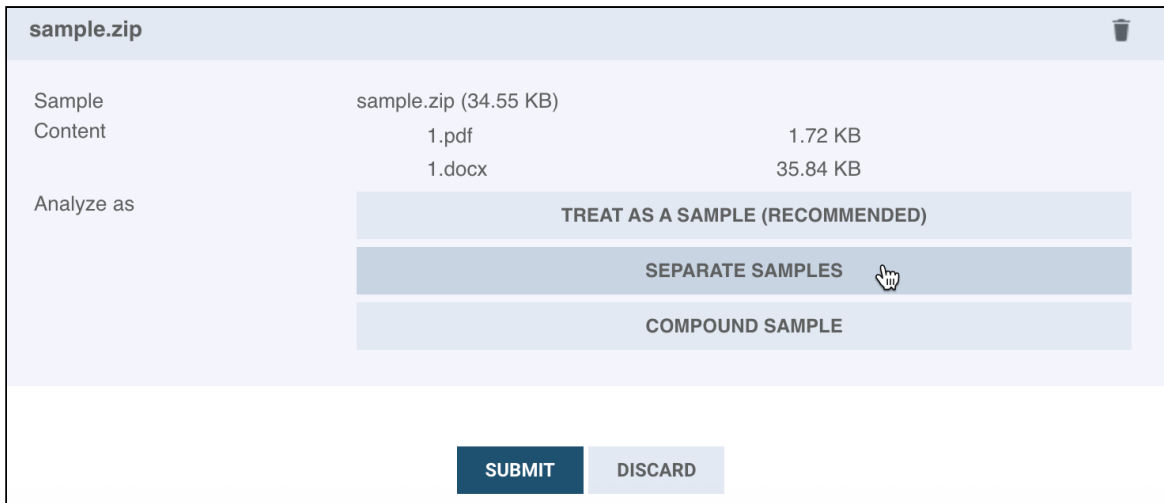 sample.zip
Sample sample.zip (34.55 KB)
Content 1.pdf 1.72 KB
1.docx 35.84 KB
Analyze as TREAT AS A SAMPLE (RECOMMENDED)
SEPARATE SAMPLES
COMPOUND SAMPLE
SUBMIT DISCARD